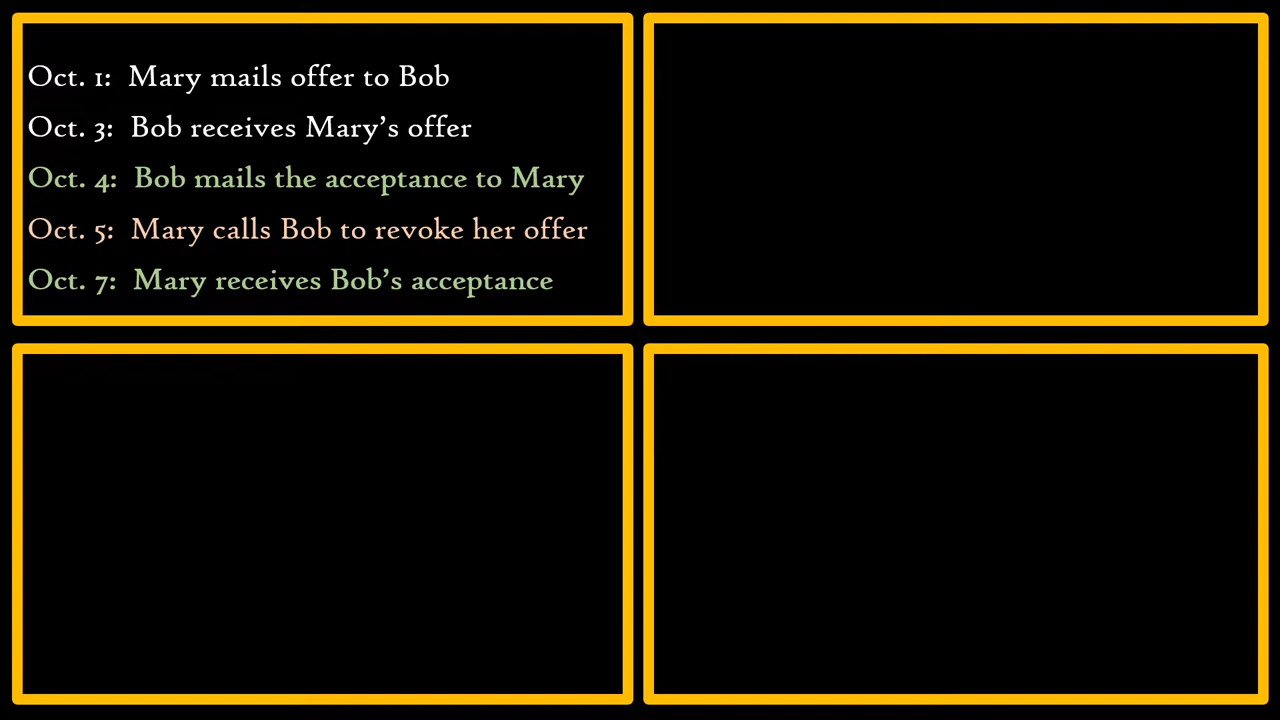 Oct. 1: Mary mails offer to Bob
Oct. 3: Bob receives Mary’s offer
Oct. 4: Bob mails the acceptance to Mary
Oct. 5: Mary calls Bob to revoke her offer
Oct. 7: Mary receives Bob’s acceptance